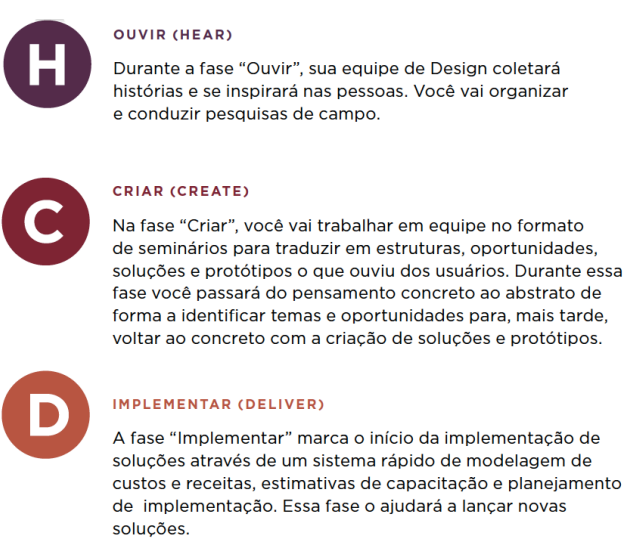 H
OUVIR (HEAR)
Durante a fase “Ouvir”, sua equipe de Design coletará
histórias e se inspirará nas pessoas. Você vai organizar
e conduzir pesquisas de campo.
C
CRIAR (CREATE)
Na fase “Criar”, você vai trabalhar em equipe no formato
de seminários para traduzir em estruturas, oportunidades,
soluções e protótipos o que ouviu dos usuários. Durante essa
fase você passará do pensamento concreto ao abstrato de
forma a identificar temas e oportunidades para, mais tarde,
voltar ao concreto com a criação de soluções e protótipos.
D
IMPLEMENTAR (DELIVER)
A fase “Implementar” marca o início da implementação de
soluções através de um sistema rápido de modelagem de
custos e receitas, estimativas de capacitação e planejamento
de  implementação. Essa fase o ajudará a lançar novas
soluções.